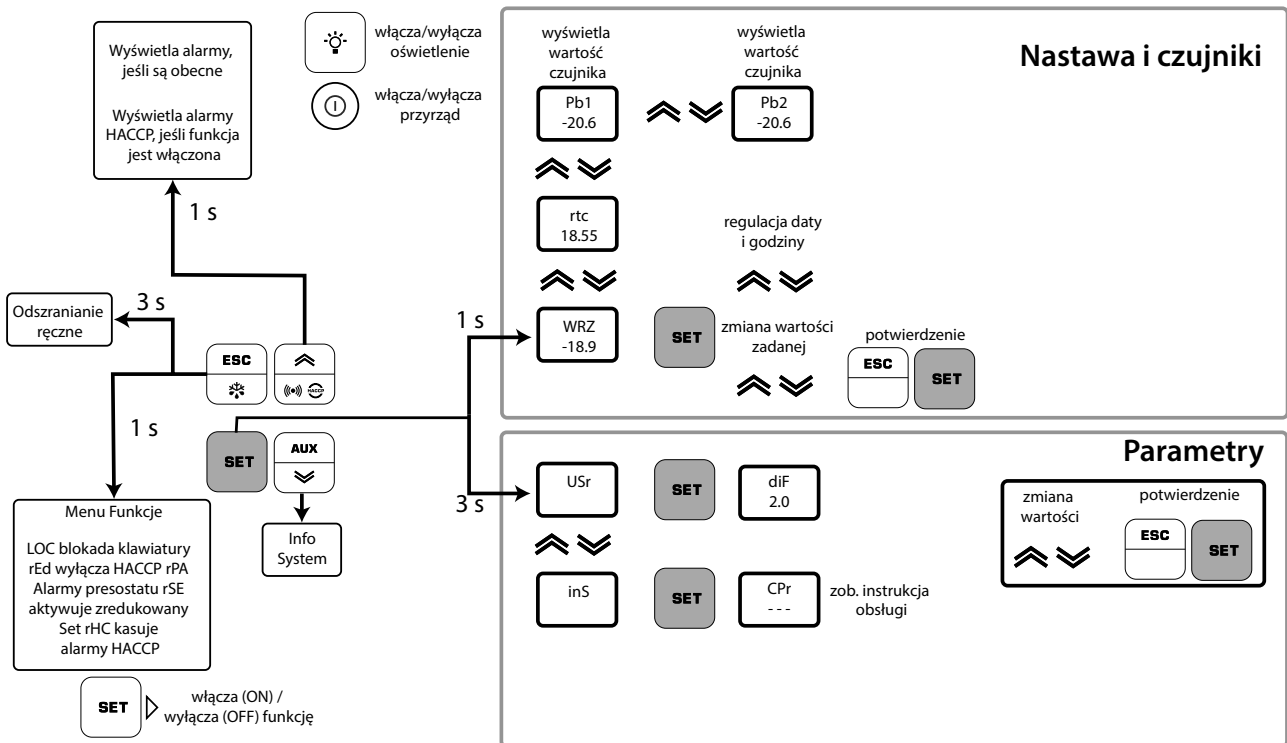 Wyświetla alarmy,
jeśli są obecne
Wyświetla alarmy
HACCP, jeśli funkcja
jest włączona
włącza/wyłącza
oświetlenie
włącza/wyłącza
przyrząd
1 s
Odszranianie
ręczne
3 s
ESC
HACCP
1 s
SET
AUX
Info
System
Menu Funkcje
LOC blokada klawiatury
rEd wyłącza HACCP rPA
Alarmy presostatu rSE
aktywuje zredukowany
Set rHC kasuje
alarmy HACCP
SET
włącza (ON) /
wyłącza (OFF) funkcję
Nastawa i czujniki
wyświetla
wartość
czujnika
Pb1
-20.6
wyświetla
wartość
czujnika
Pb2
-20.6
rtc
18.55
regulacja daty
i godziny
1 s
WRZ
-18.9
SET
zmiana wartości
zadanej
potwierdzenie
ESC
SET
Parametry
3 s
USr
SET
diF
2.0
inS
SET
CPr
- - -
zob. instrukcja
obsługi
zmiana
wartości
potwierdzenie
ESC
SET